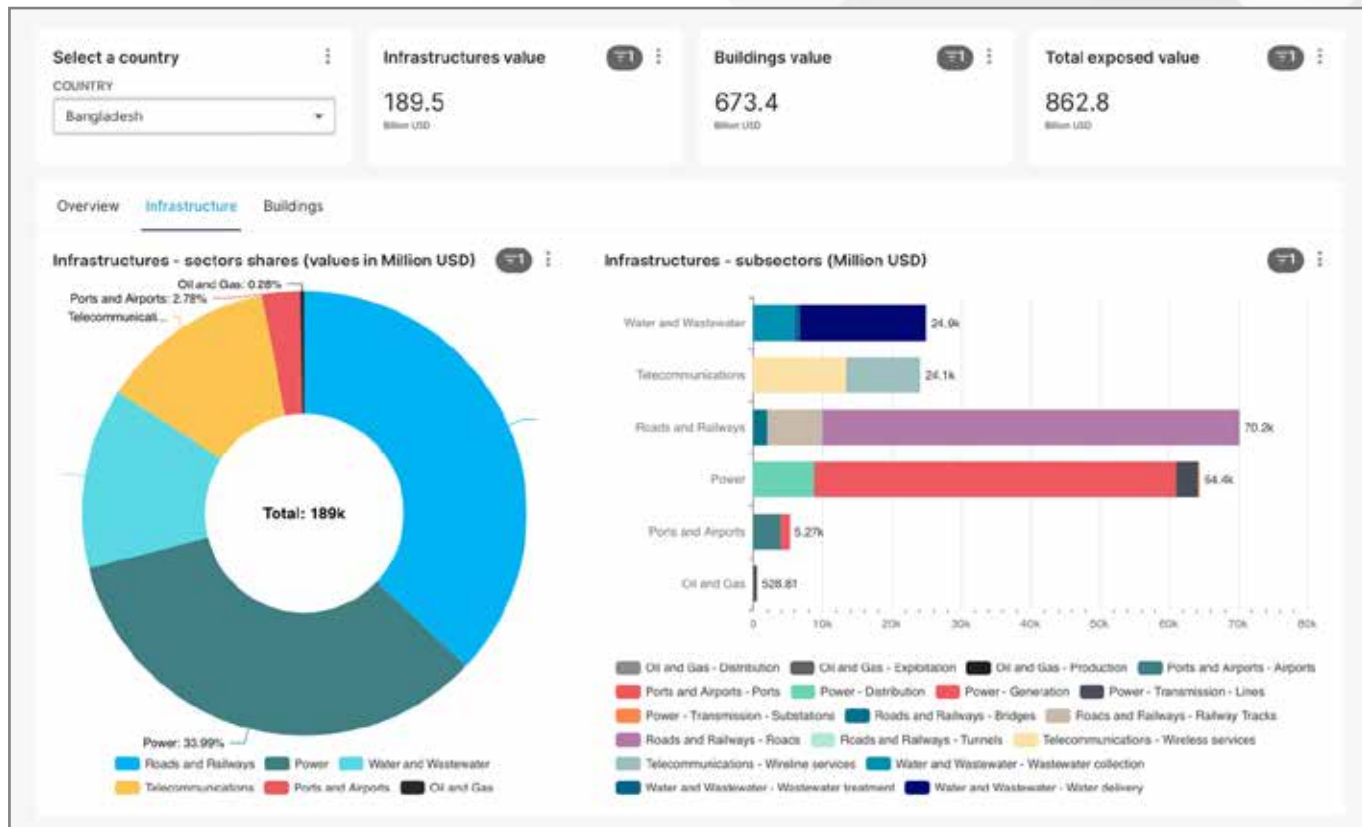 Select a country
COUNTRY
Bangladesh
Infrastructures value
189.5
Billion USD
Buildings value
673.4
Billion USD
Total exposed value
862.8
Billion USD
Overview Infrastructure Buildings
Infrastructures - sectors shares (values in Million USD)
Oil and Gas: 0.28%
Ports and Airports: 2.78%
Telecommunicati...
Total: 189k
Power: 33.99%
Roads and Railways Power Water and Wastewater
Telecommunications Ports and Airports Oil and Gas
Infrastructures - subsectors (Million USD)
Water and Wastewater 24.9k
Telecommunications 24.1k
Roads and Railways 70.2k
Power 64.4k
Ports and Airports 5.27k
Oil and Gas 528.81
0 10k 20k 30k 40k 50k 60k 70k 80k
Oil and Gas - Distribution Oil and Gas - Exploitation Oil and Gas - Production Ports and Airports - Airports
Ports and Airports - Ports Power - Distribution Power - Generation Power - Transmission - Lines
Power - Transmission - Substations Roads and Railways - Bridges Roads and Railways - Railway Tracks
Roads and Railways - Roads Roads and Railways - Tunnels Telecommunications - Wireless services
Telecommunications - Wireline services Water and Wastewater - Wastewater collection
Water and Wastewater - Wastewater treatment Water and Wastewater - Water delivery